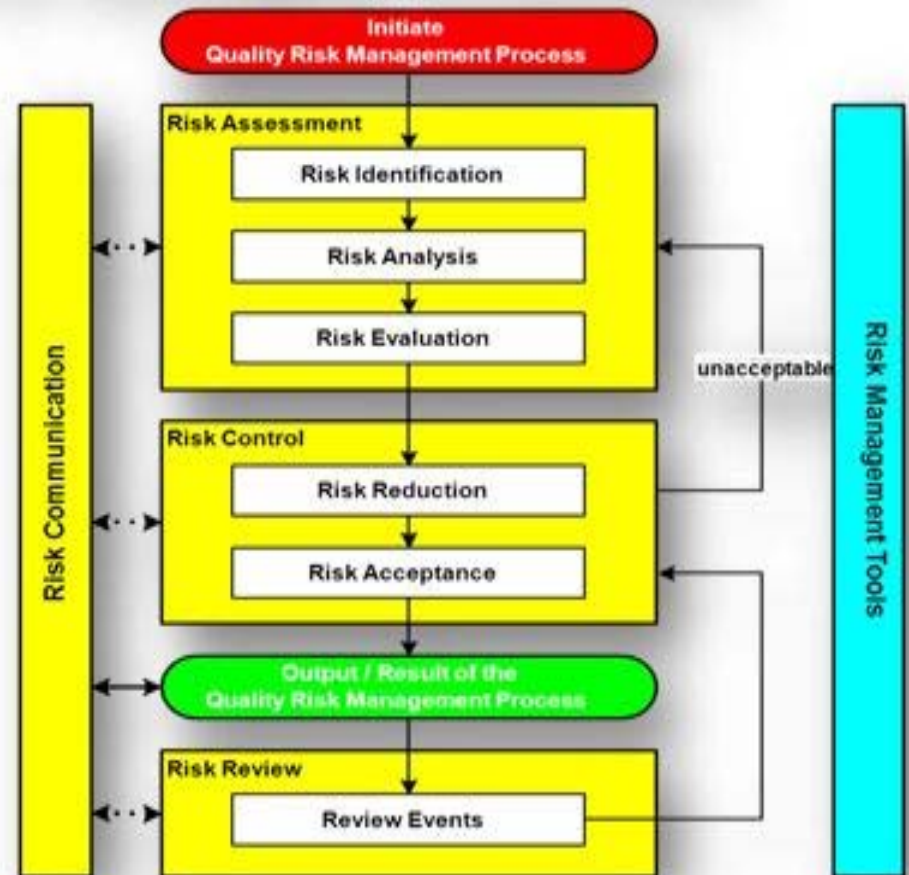 Initiate
Quality Risk Management Process
Risk Assessment
Risk Identification
Risk Analysis
Risk Evaluation
unacceptable
Risk Control
Risk Reduction
Risk Acceptance
Output / Result of the
Quality Risk Management Process
Risk Review
Review Events
Risk Communication
Risk Management Tools